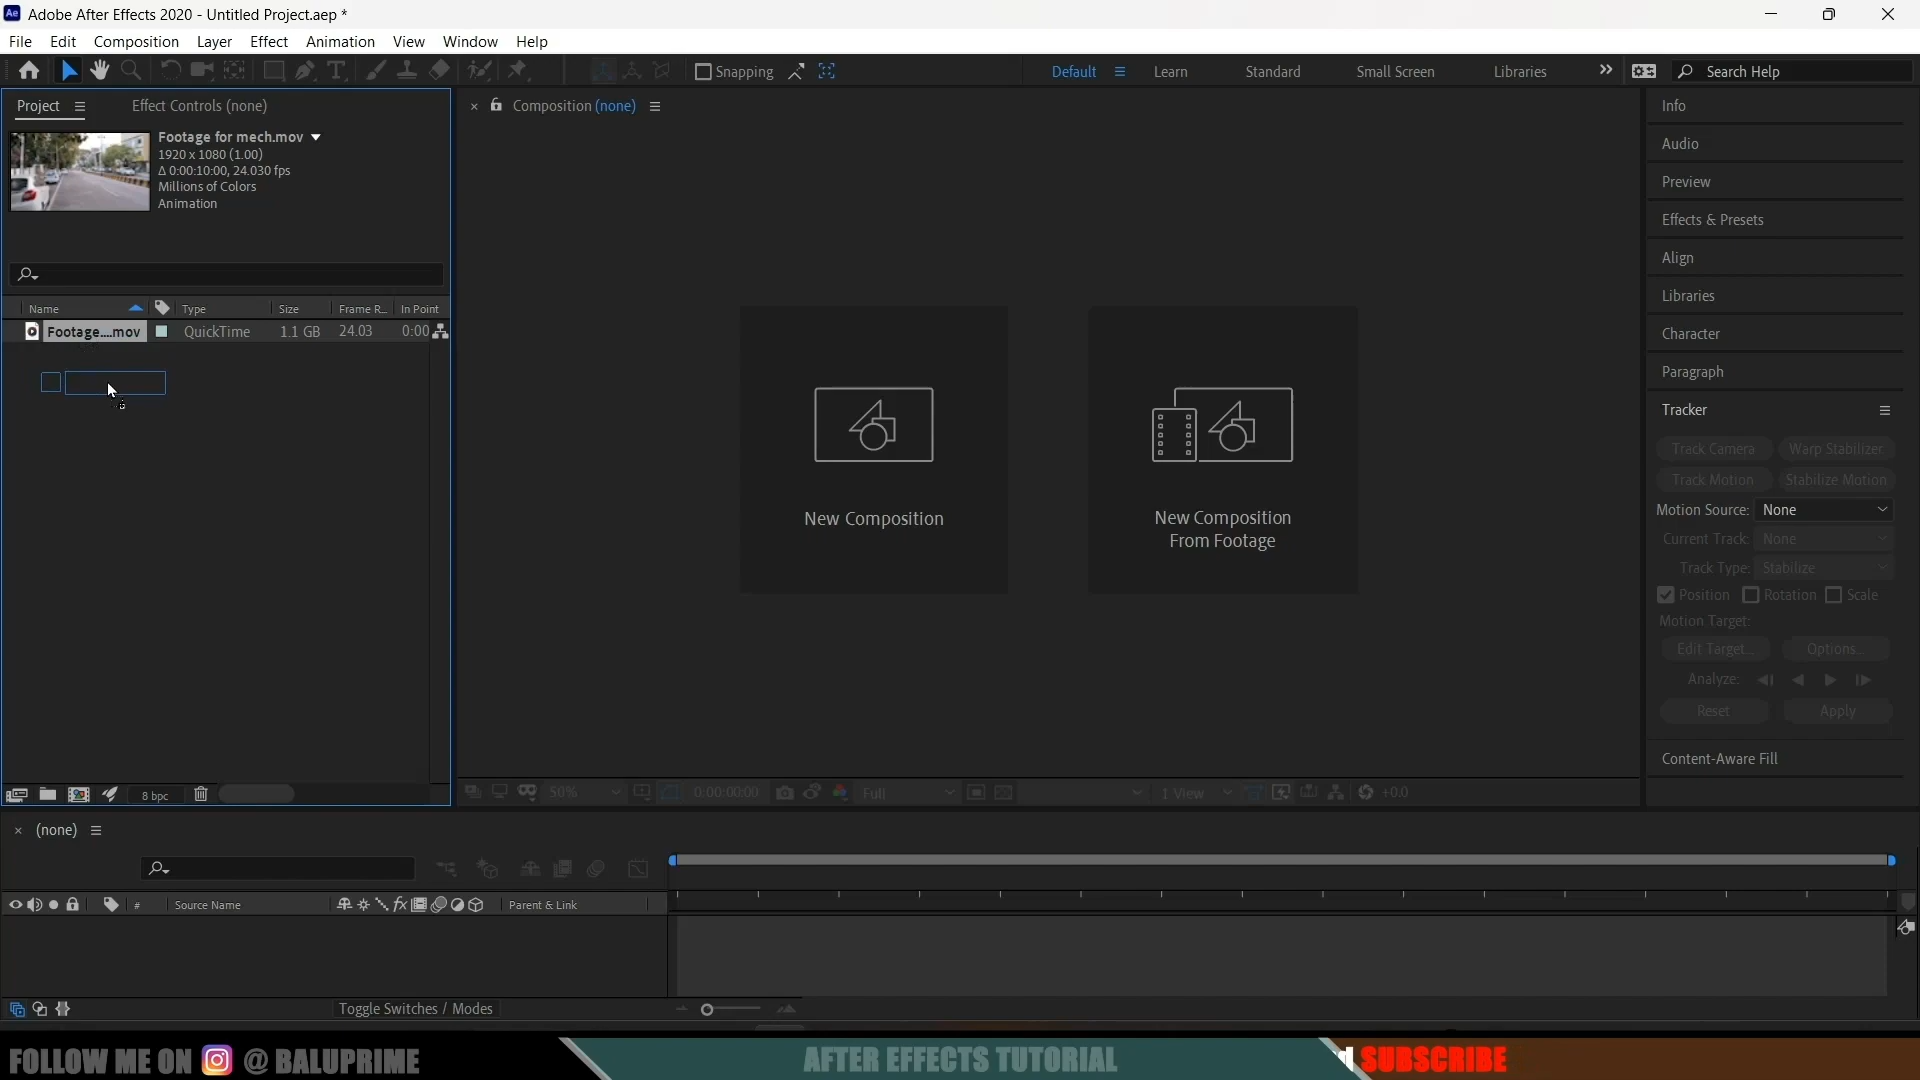 Adobe After Effects 2020 - Untitled Project.aep *
File Edit Composition Layer Effect Animation View Window Help
Snapping Default Learn Standard Small Screen Libraries Search Help
Project Effect Controls (none)
Footage for mech.mov
1920 x 1080 (1.00)
Δ 0:00:10:00, 24.030 fps
Millions of Colors
Animation
Name Type Size Frame R... In Point
Footage....mov QuickTime 1.1 GB 24.03 0:00
8 bpc
Composition (none)
New Composition
New Composition
From Footage
50% 0:00:00:00 Full 1 View +0.0
Info
Audio
Preview
Effects & Presets
Align
Libraries
Character
Paragraph
Tracker
Track Camera Warp Stabilizer
Track Motion Stabilize Motion
Motion Source: None
Current Track: None
Track Type: Stabilize
Position Rotation Scale
Motion Target:
Edit Target... Options...
Analyze:
Reset Apply
Content-Aware Fill
(none)
# Source Name Parent & Link
Toggle Switches / Modes
FOLLOW ME ON @ BALUPRIME AFTER EFFECTS TUTORIAL SUBSCRIBE